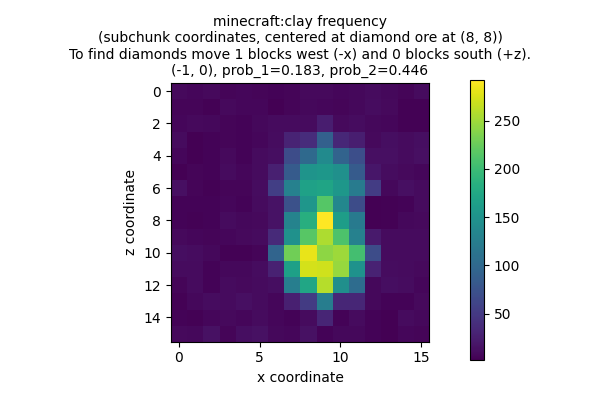 minecraft:clay frequency
(subchunk coordinates, centered at diamond ore at (8, 8))
To find diamonds move 1 blocks west (-x) and 0 blocks south (+z).
(-1, 0), prob_1=0.183, prob_2=0.446
0
2
4
6
8
10
12
14
z coordinate
0
5
10
15
x coordinate
250
200
150
100
50